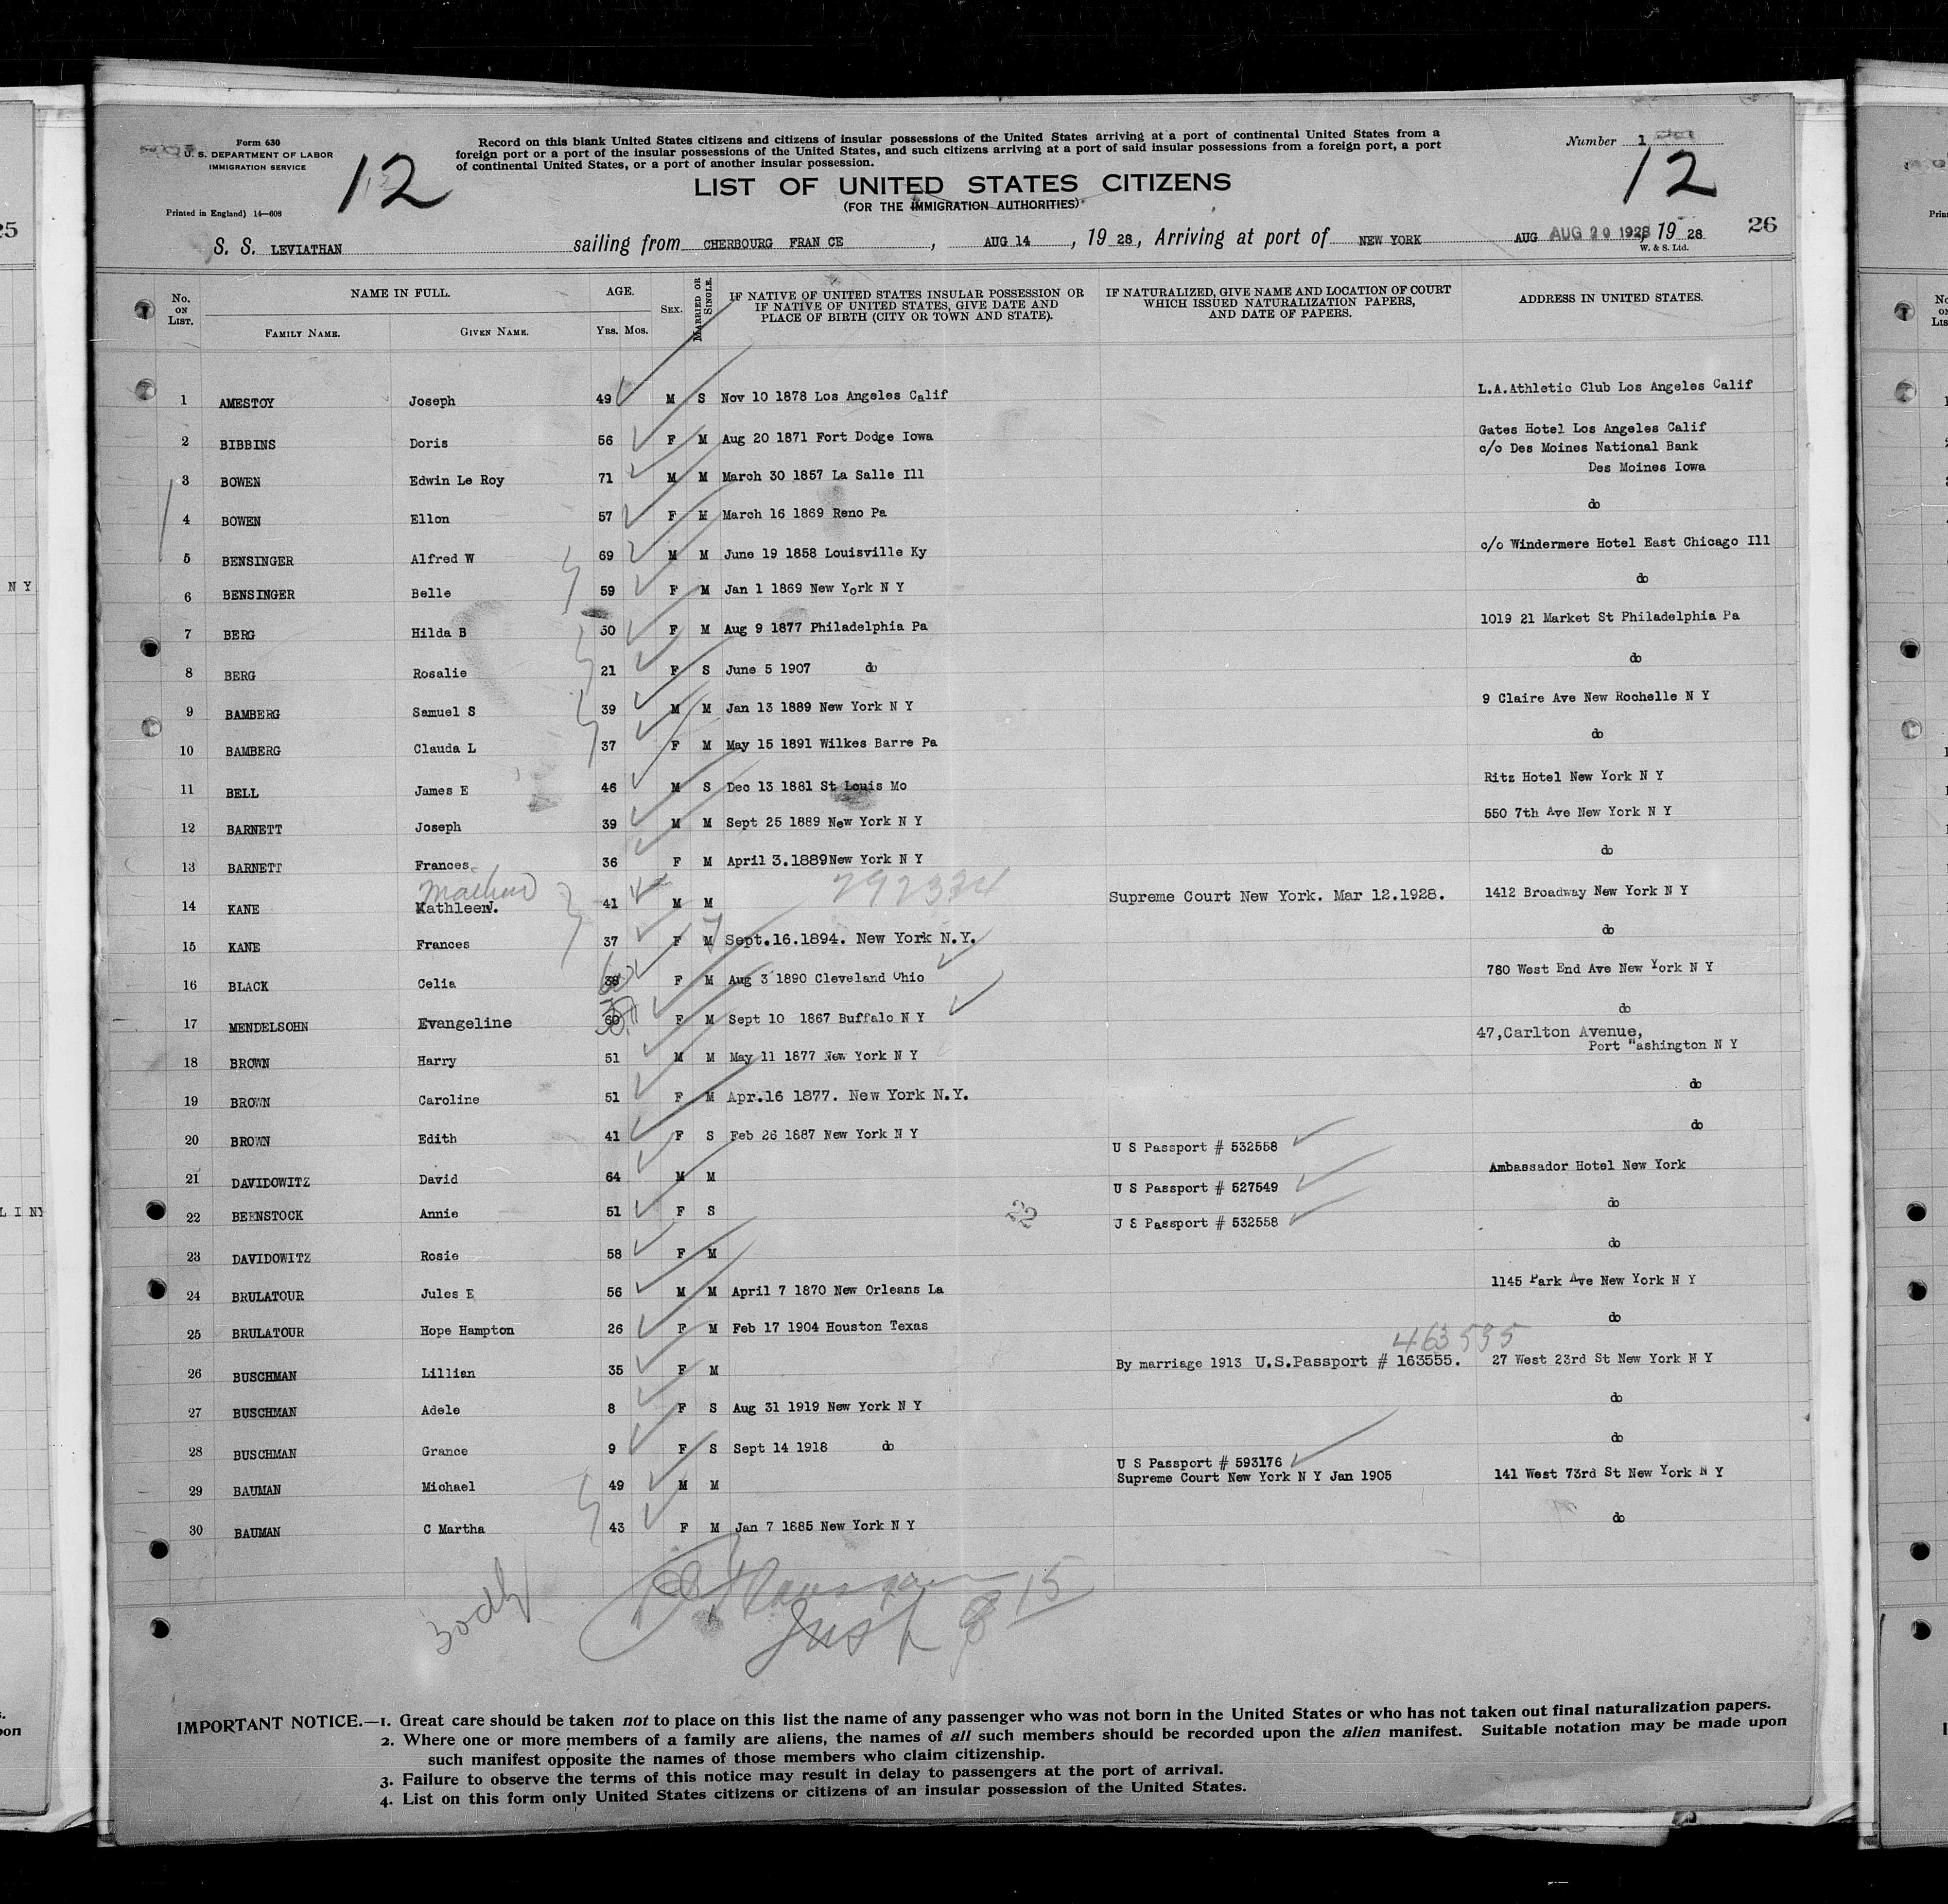 Form 630
U. S. DEPARTMENT OF LABOR
IMMIGRATION SERVICE
Printed in England) 14—608
12
Record on this blank United States citizens and citizens of insular possessions of the United States arriving at a port of continental United States from a
foreign port or a port of the insular possessions of the United States, and such citizens arriving at a port of said insular possessions from a foreign port, a port
of continental United States, or a port of another insular possession.
LIST OF UNITED STATES CITIZENS
(FOR THE IMMIGRATION AUTHORITIES)
Number 1
12
26
S. S. LEVIATHAN sailing from CHERBOURG FRAN CE, AUG 14, 19 28, Arriving at port of NEW YORK AUG AUG 20 1928, 19 28
W. & S. Ltd.
No. ON LIST. NAME IN FULL. FAMILY NAME. GIVEN NAME. AGE. YRS. MOS. SEX. MARRIED OR SINGLE. IF NATIVE OF UNITED STATES INSULAR POSSESSION OR IF NATIVE OF UNITED STATES, GIVE DATE AND PLACE OF BIRTH (CITY OR TOWN AND STATE). IF NATURALIZED, GIVE NAME AND LOCATION OF COURT WHICH ISSUED NATURALIZATION PAPERS, AND DATE OF PAPERS. ADDRESS IN UNITED STATES.
1 AMESTOY Joseph 49 M S Nov 10 1878 Los Angeles Calif L.A.Athletic Club Los Angeles Calif
2 BIBBINS Doris 56 F M Aug 20 1871 Fort Dodge Iowa Gates Hotel Los Angeles Calif
3 BOWEN Edwin Le Roy 71 M M March 30 1857 La Salle Ill c/o Des Moines National Bank
Des Moines Iowa
4 BOWEN Ellon 57 F M March 16 1869 Reno Pa do
5 BENSINGER Alfred W 69 M M June 19 1858 Louisville Ky c/o Windermere Hotel East Chicago Ill
6 BENSINGER Belle 59 F M Jan 1 1869 New York N Y do
7 BERG Hilda B 50 F M Aug 9 1877 Philadelphia Pa 1019 21 Market St Philadelphia Pa
8 BERG Rosalie 21 F S June 5 1907 do do
9 BAMBERG Samuel S 39 M M Jan 13 1889 New York N Y 9 Claire Ave New Rochelle N Y
10 BAMBERG Clauda L 37 F M May 15 1891 Wilkes Barre Pa do
11 BELL James E 46 M S Dec 13 1881 St Louis Mo Ritz Hotel New York N Y
12 BARNETT Joseph 39 M M Sept 25 1889 New York N Y 550 7th Ave New York N Y
13 BARNETT Frances 36 F M April 3.1889New York N Y do
292334
14 KANE KathleenJ. 41 M M Supreme Court New York. Mar 12.1928. 1412 Broadway New York N Y
15 KANE Frances 37 F M Sept.16.1894. New York N.Y. do
16 BLACK Celia 38 F M Aug 3 1890 Cleveland Ohio 780 West End Ave New York N Y
17 MENDELSOHN Evangeline 60 F M Sept 10 1867 Buffalo N Y do
18 BROWN Harry 51 M M May 11 1877 New York N Y 47,Carlton Avenue,
Port "ashington N Y
19 BROWN Caroline 51 F M Apr.16 1877. New York N.Y. do
20 BROWN Edith 41 F S Feb 26 1887 New York N Y do
U S Passport # 532558
21 DAVIDOWITZ David 64 M M Ambassador Hotel New York
U S Passport # 527549
22 BEENSTOCK Annie 51 F S do
22
U S Passport # 532558
23 DAVIDOWITZ Rosie 58 F M do
24 BRULATOUR Jules E 56 M M April 7 1870 New Orleans La 1145 Park Ave New York N Y
25 BRULATOUR Hope Hampton 26 F M Feb 17 1904 Houston Texas do
463535
26 BUSCHMAN Lillian 35 F M By marriage 1913 U.S.Passport # 163555. 27 West 23rd St New York N Y
27 BUSCHMAN Adele 8 F S Aug 31 1919 New York N Y do
28 BUSCHMAN Grance 9 F S Sept 14 1918 do do
U S Passport # 593176
29 BAUMAN Michael 49 M M Supreme Court New York N Y Jan 1905 141 West 73rd St New York N Y
30 BAUMAN C Martha 43 F M Jan 7 1885 New York N Y do
15
IMPORTANT NOTICE.—1. Great care should be taken not to place on this list the name of any passenger who was not born in the United States or who has not taken out final naturalization papers.
2. Where one or more members of a family are aliens, the names of all such members should be recorded upon the alien manifest. Suitable notation may be made upon
such manifest opposite the names of those members who claim citizenship.
3. Failure to observe the terms of this notice may result in delay to passengers at the port of arrival.
4. List on this form only United States citizens or citizens of an insular possession of the United States.